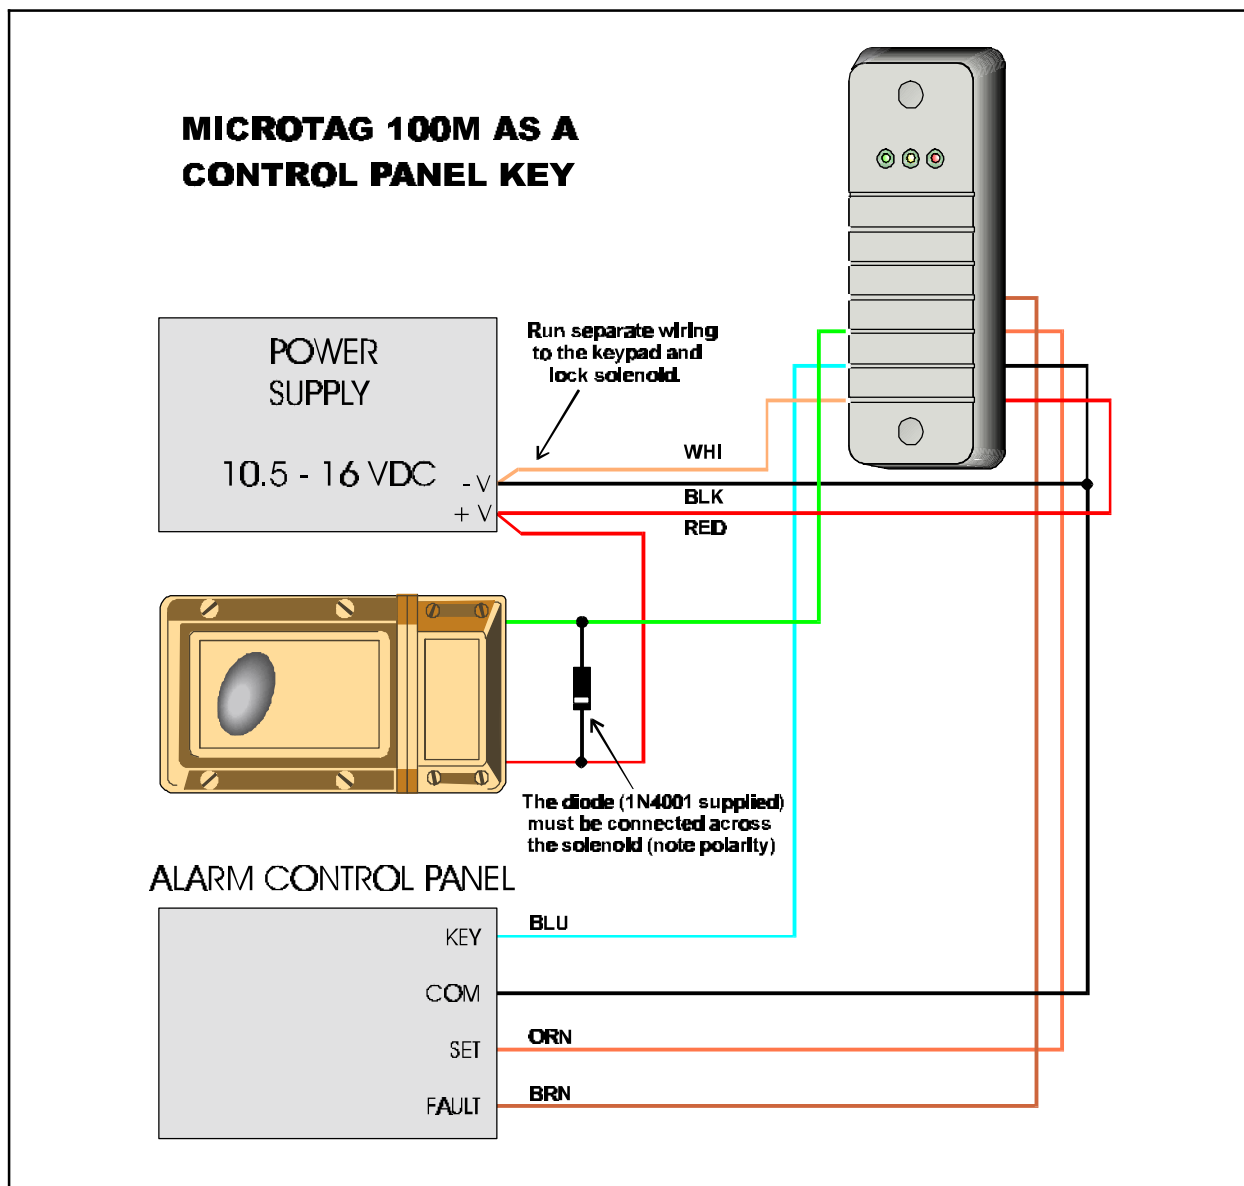 MICROTAG 100M AS A
CONTROL PANEL KEY
POWER
SUPPLY
10.5 - 16 VDC
- V
+ V
Run separate wiring
to the keypad and
lock solenoid.
WHI
BLK
RED
The diode (1N4001 supplied)
must be connected across
the solenoid (note polarity)
ALARM CONTROL PANEL
KEY
BLU
COM
SET
ORN
FAULT
BRN